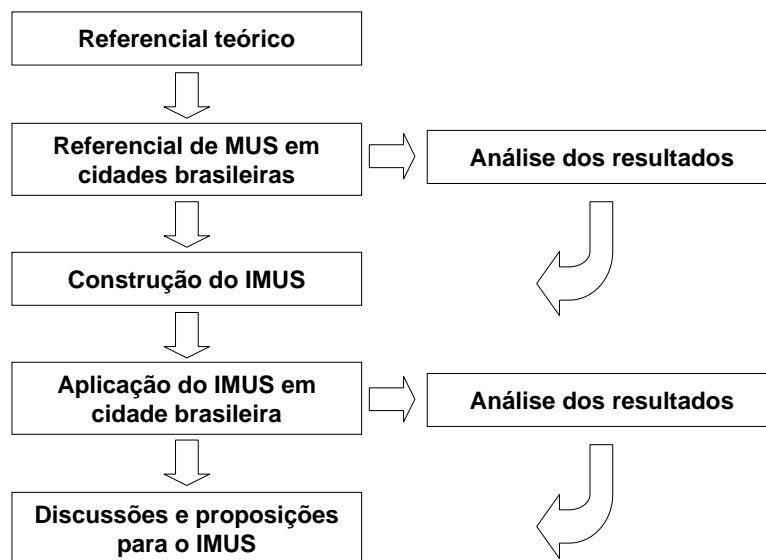 Referencial teórico
Referencial de MUS em
cidades brasileiras
Análise dos resultados
Construção do IMUS
Aplicação do IMUS em
cidade brasileira
Análise dos resultados
Discussões e proposições
para o IMUS